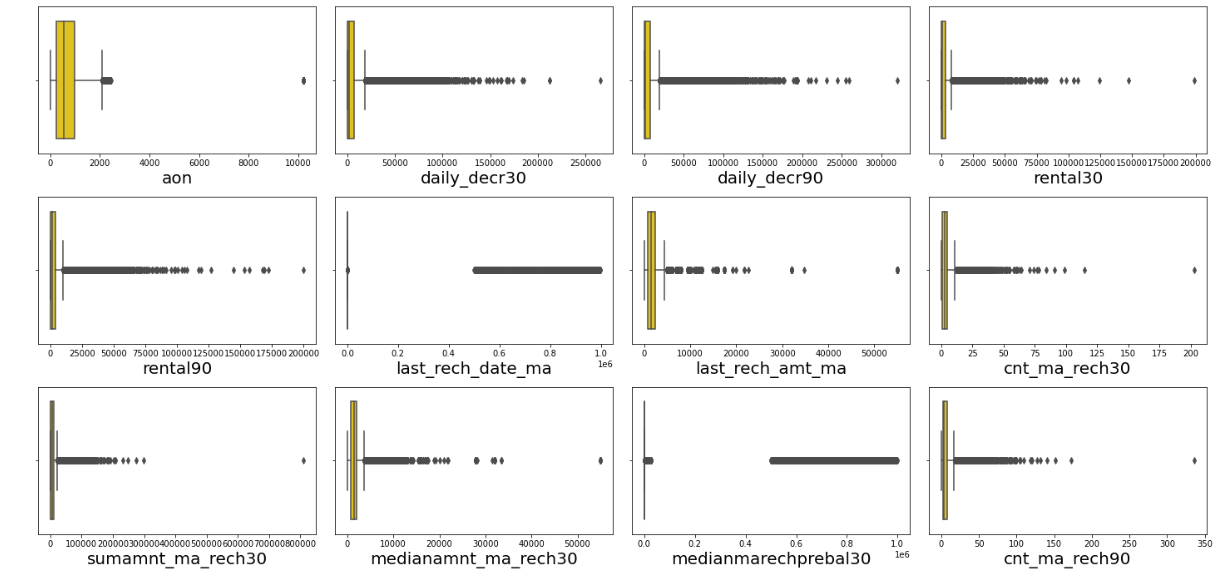 0 2000 4000 6000 8000 10000
aon
0 50000 100000 150000 200000 250000
daily_decr30
0 50000 100000 150000 200000 250000 300000
daily_decr90
0 25000 50000 75000 100000 125000 150000 175000 200000
rental30
0 25000 50000 75000 100000 125000 150000 175000 200000
rental90
0.0 0.2 0.4 0.6 0.8 1.0
1e6
last_rech_date_ma
0 10000 20000 30000 40000 50000
last_rech_amt_ma
0 25 50 75 100 125 150 175 200
cnt_ma_rech30
0 100000 200000 300000 400000 500000 600000 700000 800000
sumamnt_ma_rech30
0 10000 20000 30000 40000 50000
medianamnt_ma_rech30
0.0 0.2 0.4 0.6 0.8 1.0
1e6
medianmarechprebal30
0 50 100 150 200 250 300 350
cnt_ma_rech90